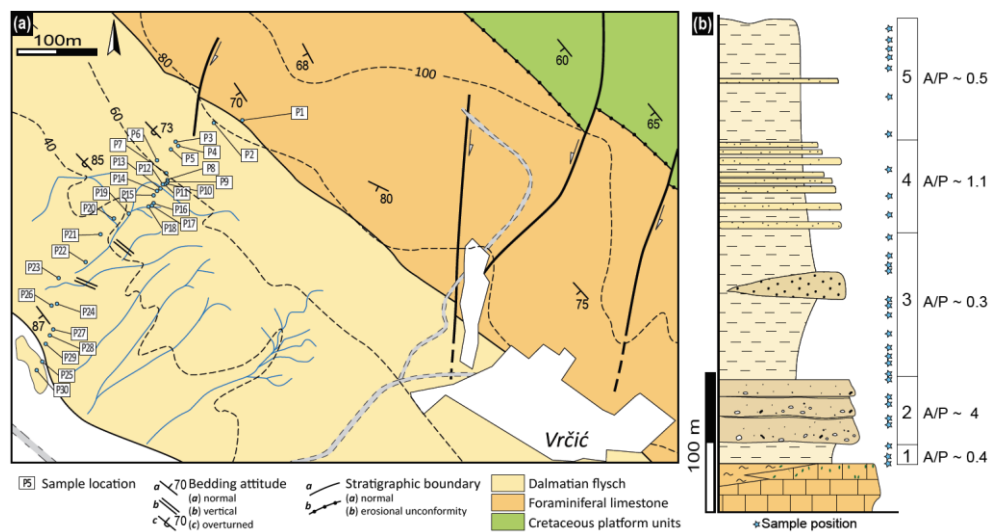 (a)
100m
68
60
80
100
70
P1
65
P6
73
P3
60
P7
P4
P2
40
P13
P12
P5
P8
85
P14
P9
P19
P15
P11
P10
80
P20
P16
P18
P17
P21
P22
P23
75
P26
P24
87
P27
P28
P29
P25
P30
Vrčić
P5 Sample location
a 70 Bedding attitude
(a) normal
b (b) vertical
c 70 (c) overturned
a Stratigraphic boundary
b (a) normal
(b) erosional unconformity
Dalmatian flysch
Foraminiferal limestone
Cretaceous platform units
(b)
5 A/P ~ 0.5
4 A/P ~ 1.1
3 A/P ~ 0.3
2 A/P ~ 4
1 A/P ~ 0.4
100 m
Sample position